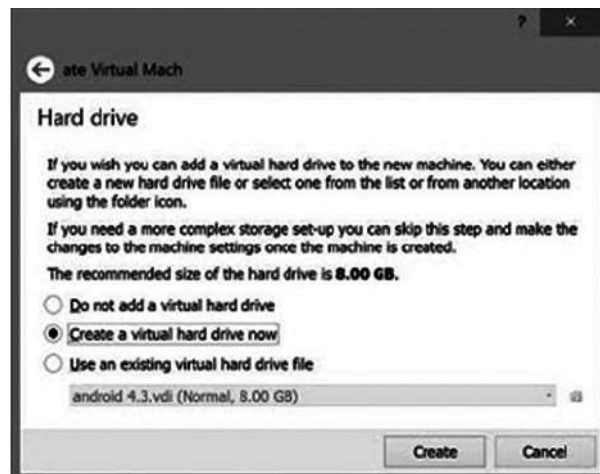 ?
ate Virtual Mach
Hard drive
If you wish you can add a virtual hard drive to the new machine. You can either
create a new hard drive file or select one from the list or from another location
using the folder icon.
If you need a more complex storage set-up you can skip this step and make the
changes to the machine settings once the machine is created.
The recommended size of the hard drive is 8.00 GB.
Do not add a virtual hard drive
Create a virtual hard drive now
Use an existing virtual hard drive file
android 4.3.vdi (Normal, 8.00 GB)
Create Cancel